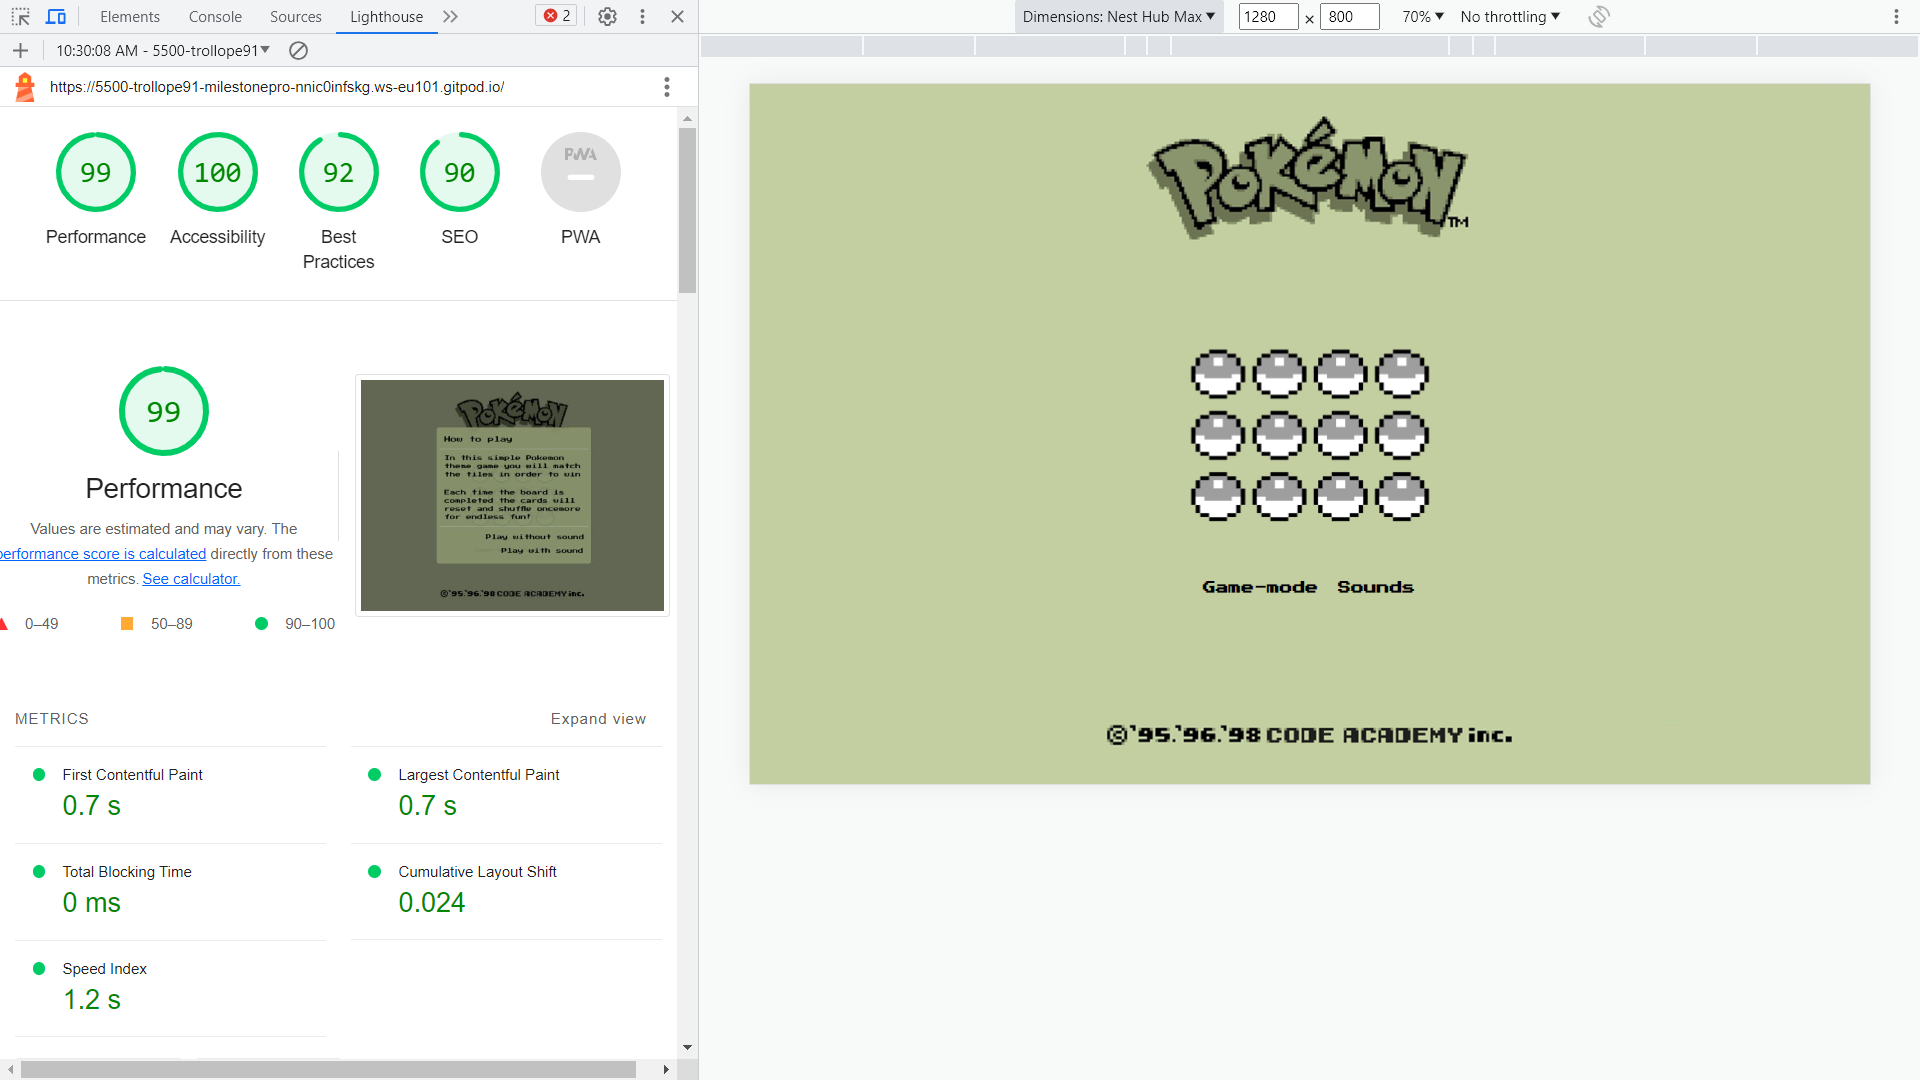 Elements Console Sources Lighthouse 2
10:30:08 AM - 5500-trollope91
https://5500-trollope91-milestonepro-nnic0infskg.ws-eu101.gitpod.io/
99 100 92 90 PWA
Performance Accessibility Best Practices SEO PWA
99
Performance
Values are estimated and may vary. The
performance score is calculated directly from these
metrics. See calculator.
0–49 50–89 90–100
POKéMON
How to play
In this simple Pokemon
theme game you will match
the tiles in order to win
Each time the board is
completed the cards will
reset and shuffle oncemore
for endless fun!
Play without sound
Play with sound
©'95.'96.'98 CODE ACADEMY inc.
METRICS Expand view
First Contentful Paint
0.7 s
Largest Contentful Paint
0.7 s
Total Blocking Time
0 ms
Cumulative Layout Shift
0.024
Speed Index
1.2 s
Dimensions: Nest Hub Max 1280 × 800 70% No throttling
POKéMON TM
Game-mode Sounds
©'95.'96.'98 CODE ACADEMY inc.